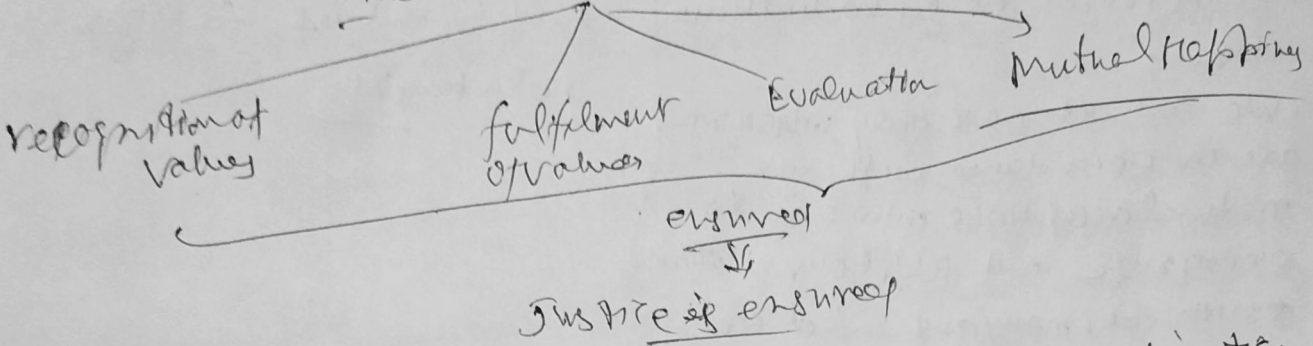 recognition of
values
fulfilment
of values
Evaluation
Mutual Happiness
ensured
Justice is ensured